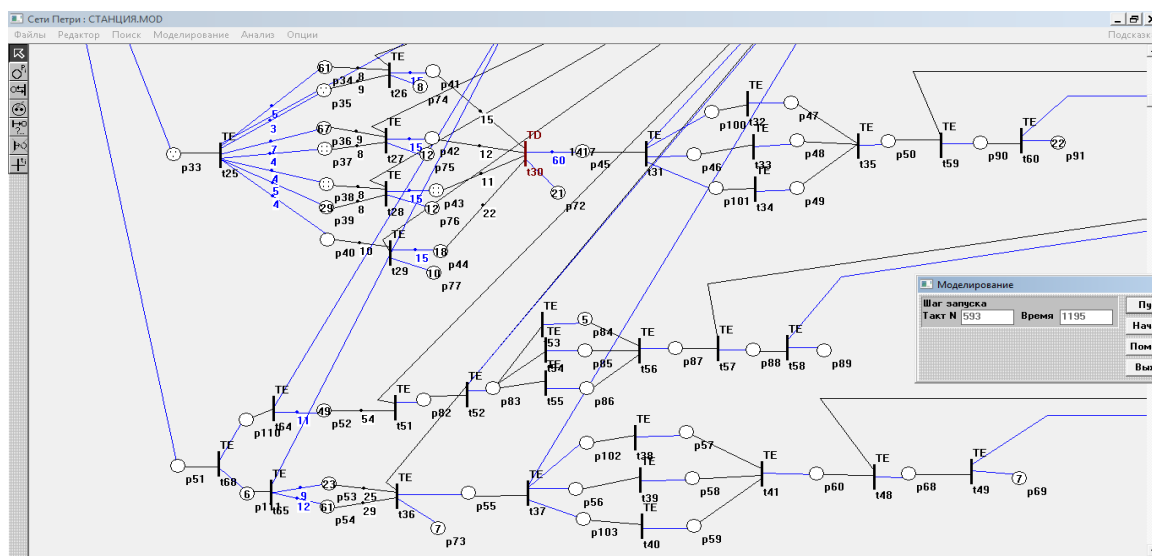 Сети Петри : СТАНЦИЯ.MOD
Файлы Редактор Поиск Моделирование Анализ Опции Подсказк
TE
61 p34 8 t26 15 8 p41
p35 9 p74
5
3
TE
67 p36 9 t27 15 12 p42
p37 8 p75
7
4
p33 TE t25
15
12
11
22
TD t30 60 1417 p45
21 p72
TE
p38 8 t28 15 12 p43
29 p39 8 p76
4
5
4
TE
p40 10 t29 15 18 p44
10 p77
TE t31
p100 TE t32 p47
p46 TE t33 p48
p101 TE t34 p49
TE t35 p50 TE t59 p90 TE t60 22 p91
Моделирование
Шаг запуска
Такт N 593 Время 1195
Пу
Нач
Пом
Вы
TE t53 5 p84
TE t54 p85
TE t55 p86
TE t56 p87 TE t57 p88 TE t58 p89
TE
p110 t64 11 49 p52 54 TE t51 p82 TE t52 p83
p51 TE t68
6 p111 TE t65 9 23 p53 25 TE t36 p55 TE t37
12 61 p54 29
7 p73
p102 TE t38 p57
p56 TE t39 p58
p103 TE t40 p59
TE t41 p60 TE t48 p68 TE t49 7 p69